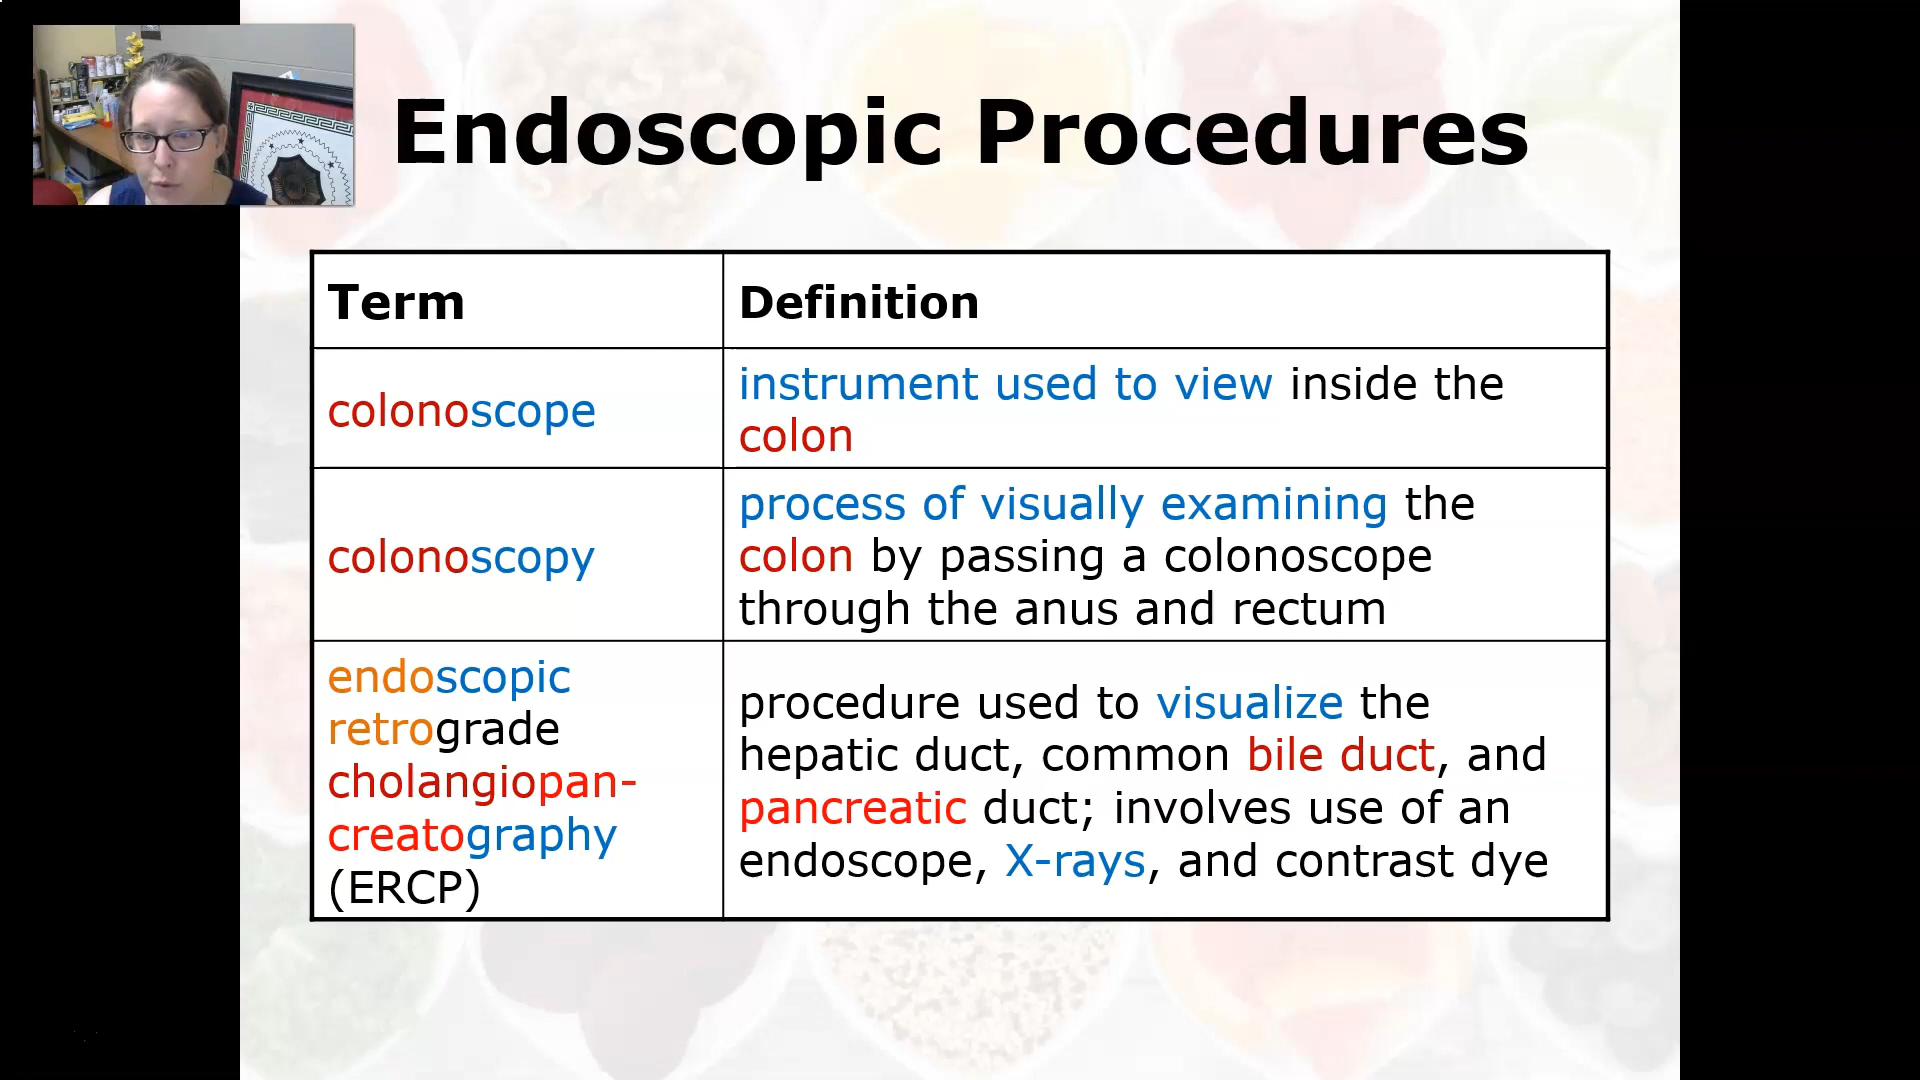 Endoscopic Procedures
Term
Definition
colonoscope
instrument used to view inside the
colon
colonoscopy
process of visually examining the
colon by passing a colonoscope
through the anus and rectum
endoscopic
retrograde
cholangiopan-
creatography
(ERCP)
procedure used to visualize the
hepatic duct, common bile duct, and
pancreatic duct; involves use of an
endoscope, X-rays, and contrast dye